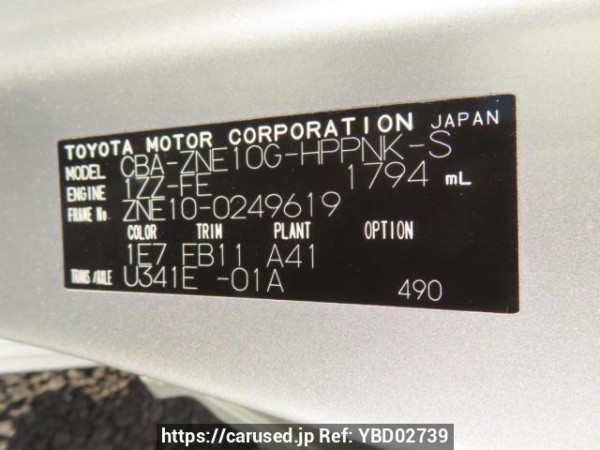 TOYOTA MOTOR CORPORATION JAPAN
MODEL CBA-ZNE10G-HPPNK-S
ENGINE 1ZZ-FE 1794 mL
FRAME No. ZNE10-0249619
COLOR TRIM PLANT OPTION
1E7 FB11 A41
TRANS/AXLE U341E -01A
490
https://carused.jp Ref: YBD02739